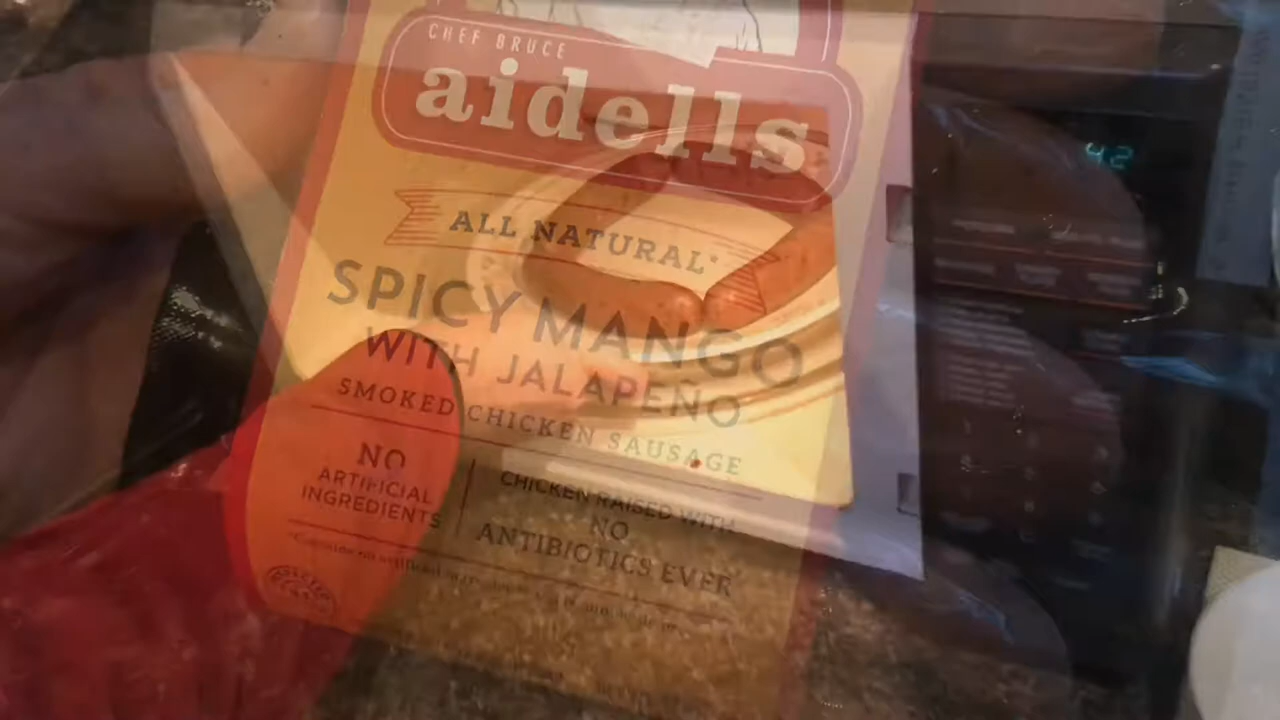 CHEF BRUCE
aidells
ALL NATURAL*
SPICY MANGO
WITH JALAPEÑO
SMOKED CHICKEN SAUSAGE
NO
ARTIFICIAL
INGREDIENTS
CHICKEN RAISED WITH
NO
ANTIBIOTICS EVER
42